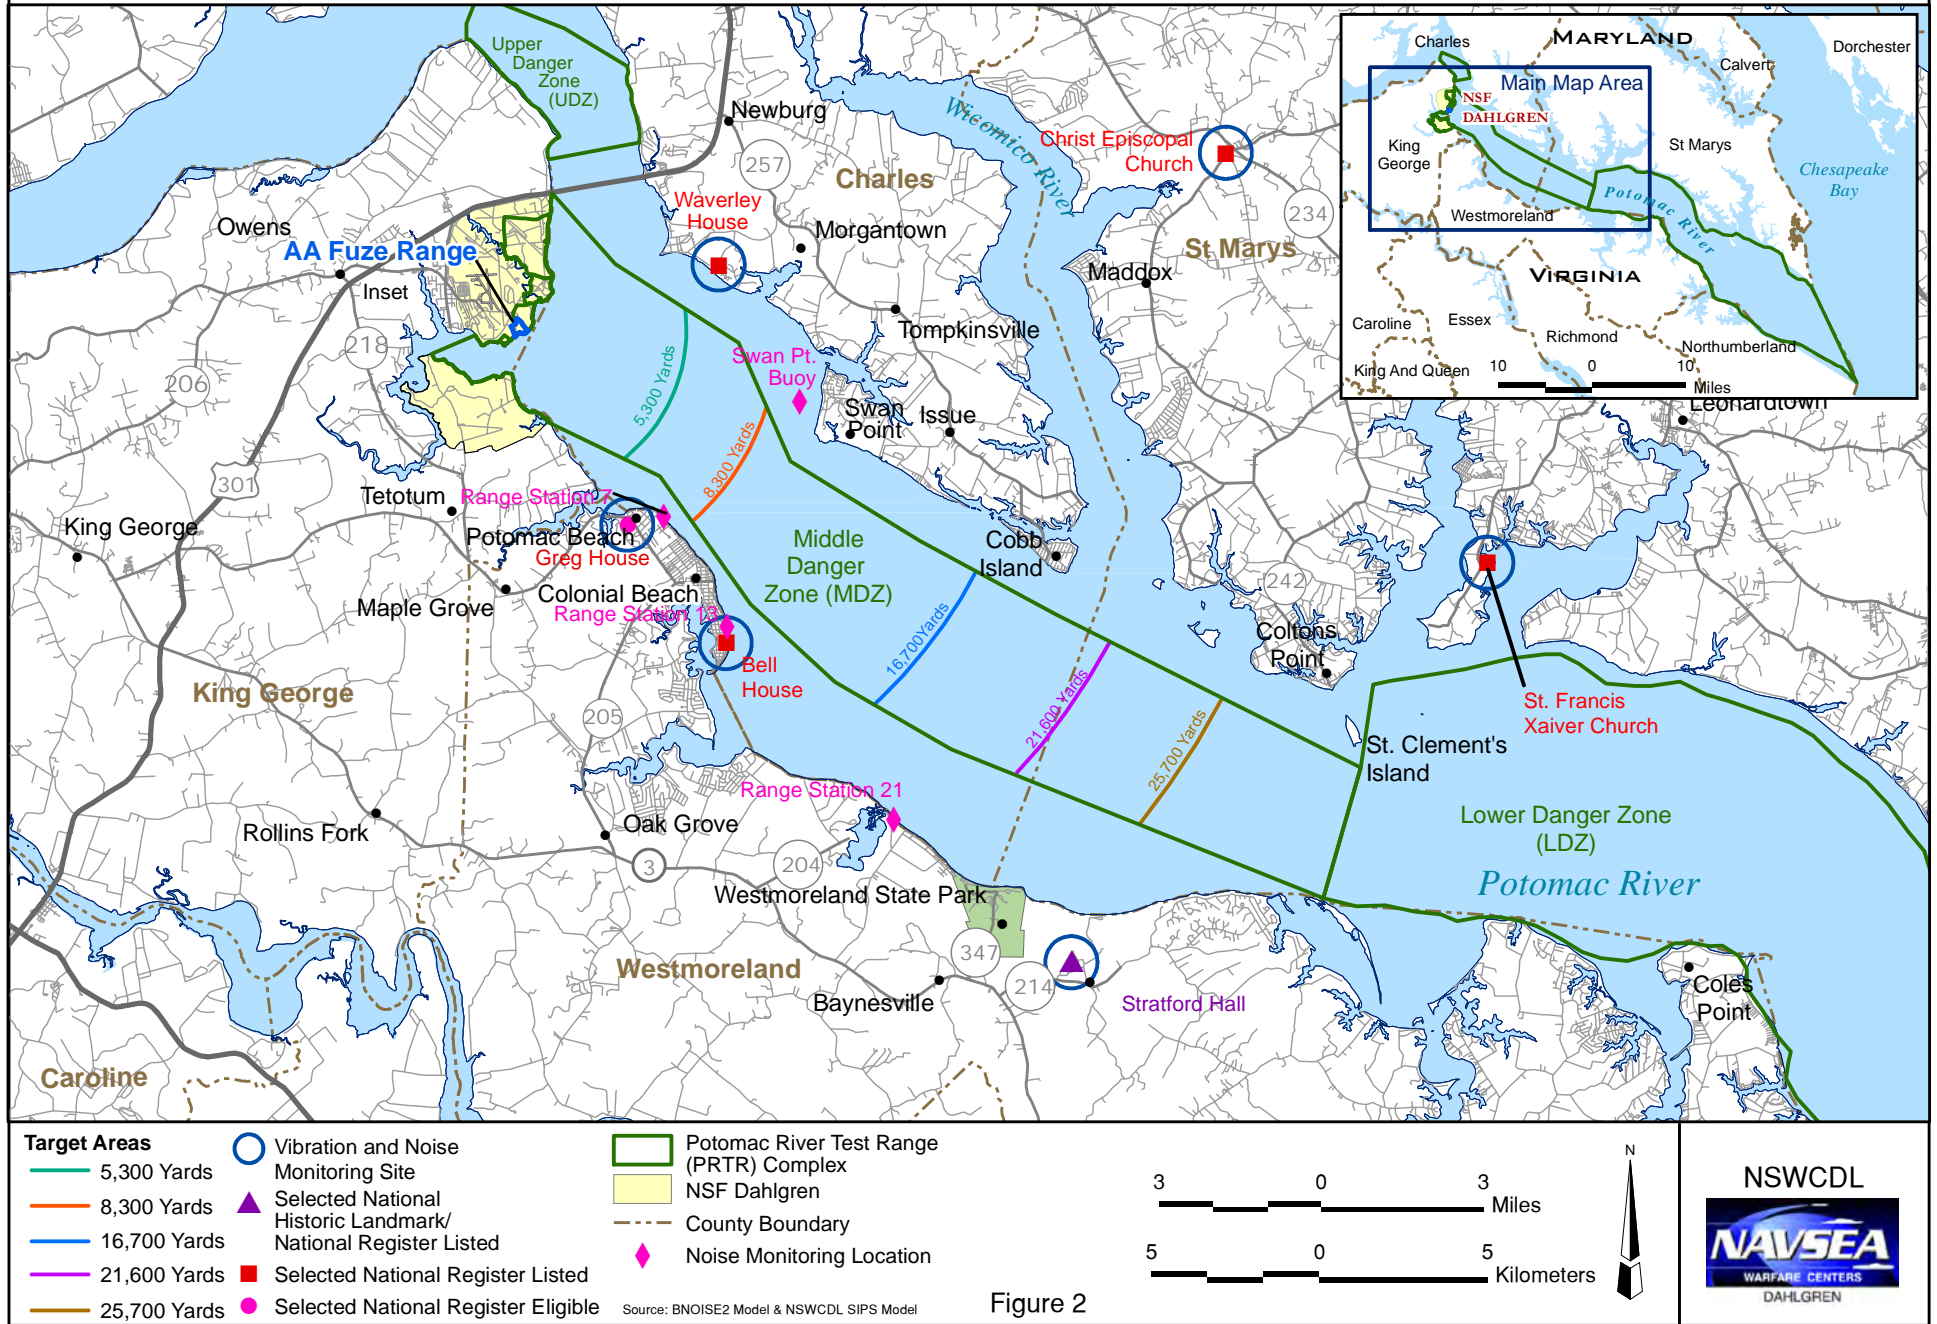 Upper
Danger
Zone
(UDZ)
Newburg
257
Charles
Wicomico River
Christ Episcopal
Church
234
Waverley
House
Owens
Morgantown
St Marys
AA Fuze Range
Maddox
Inset
Tompkinsville
218
5,300 Yards
Swan Pt.
Buoy
206
Swan
Point
Issue
8,300 Yards
301
Tetotum
Range Station 7
King George
Potomac Beach
Greg House
Middle
Danger
Zone (MDZ)
Cobb
Island
242
Maple Grove
Colonial Beach
Range Station 13
16,700Yards
Coltons
Point
Bell
House
King George
21,600 Yards
205
25,700 Yards
St. Francis
Xaiver Church
St. Clement's
Island
Range Station 21
Lower Danger Zone
(LDZ)
Rollins Fork
Oak Grove
3
204
Potomac River
Westmoreland State Park
347
Westmoreland
214
Baynesville
Stratford Hall
Coles
Point
Caroline
Leonardtown
Charles
MARYLAND
Dorchester
Calvert
Main Map Area
NSF
DAHLGREN
King
George
St Marys
Chesapeake
Bay
Potomac River
Westmoreland
VIRGINIA
Caroline
Essex
Richmond
Northumberland
King And Queen
10 0 10
Miles
Target Areas
5,300 Yards
8,300 Yards
16,700 Yards
21,600 Yards
25,700 Yards
Vibration and Noise
Monitoring Site
Selected National
Historic Landmark/
National Register Listed
Selected National Register Listed
Selected National Register Eligible
Potomac River Test Range
(PRTR) Complex
NSF Dahlgren
County Boundary
Noise Monitoring Location
Source: BNOISE2 Model & NSWCDL SIPS Model
Figure 2
3 0 3
Miles
5 0 5
Kilometers
N
NSWCDL
NAVSEA
WARFARE CENTERS
DAHLGREN